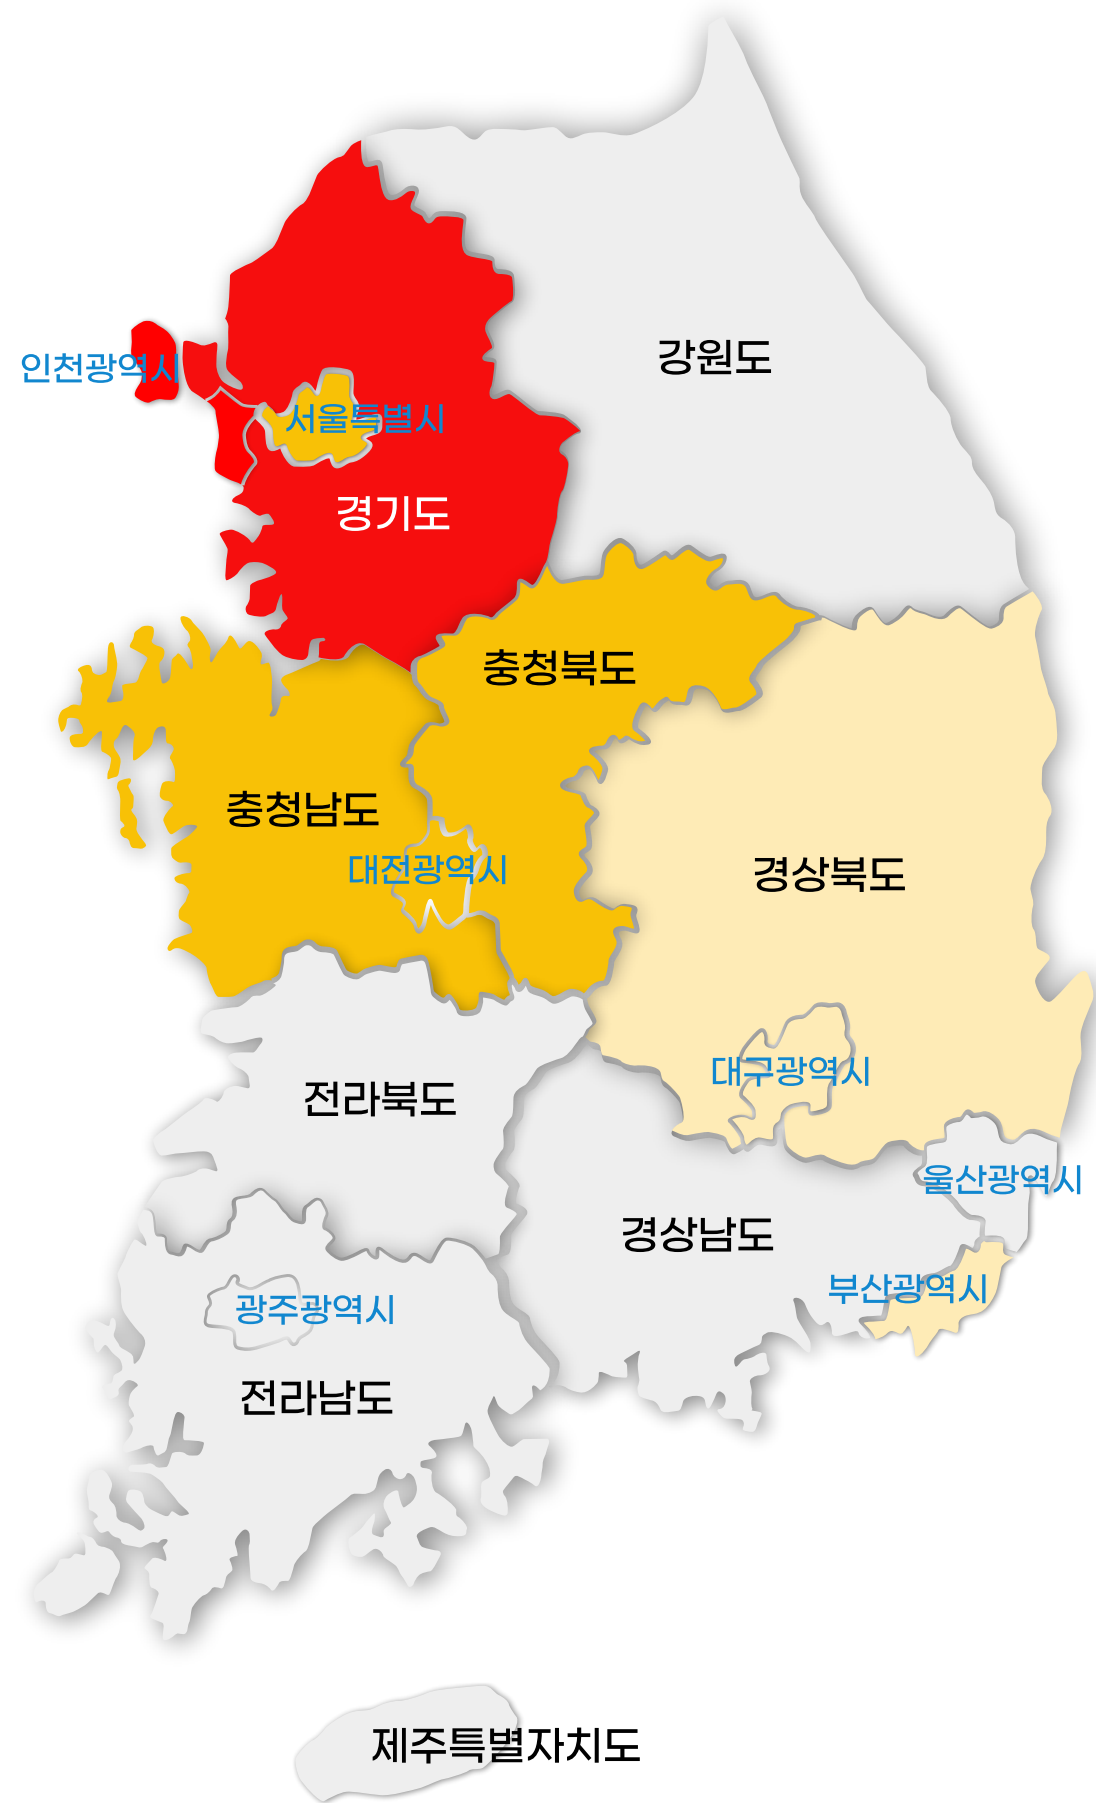 강원도
인천광역시
서울특별시
경기도
충청북도
충청남도
대전광역시
경상북도
대구광역시
전라북도
울산광역시
경상남도
부산광역시
광주광역시
전라남도
제주특별자치도